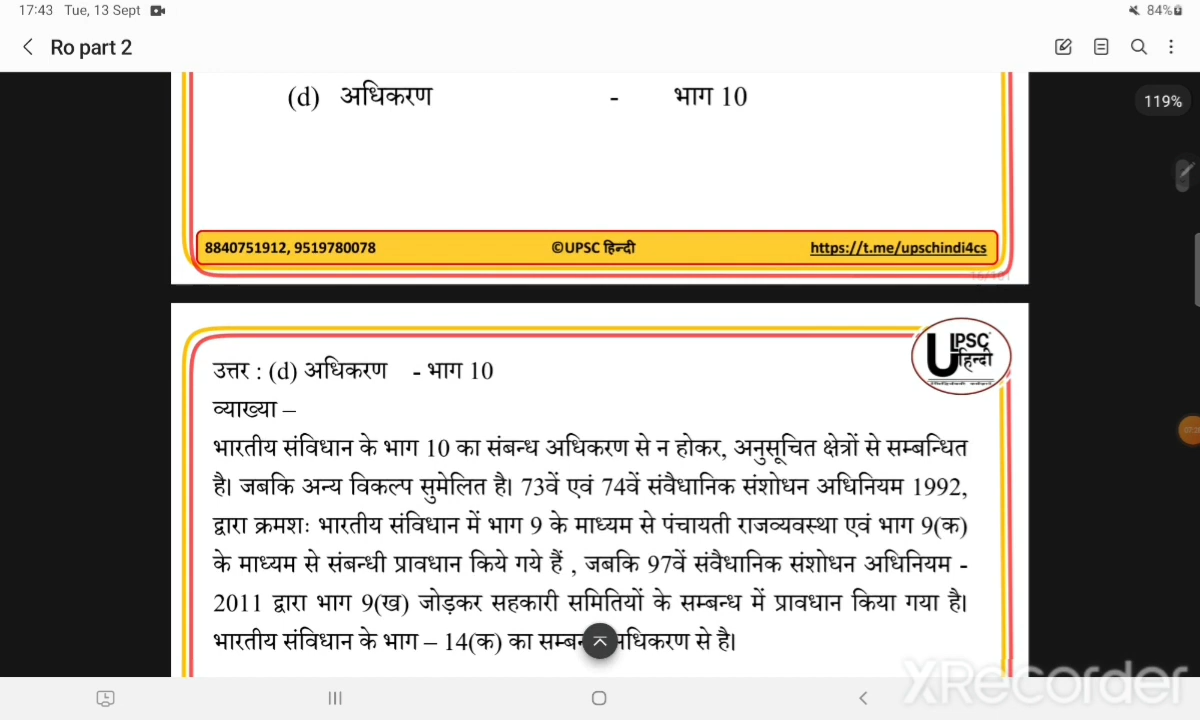 17:43 Tue, 13 Sept
84%
Ro part 2
119%
(d) अधिकरण - भाग 10
8840751912, 9519780078 ©UPSC हिन्दी https://t.me/upschindi4cs
UPSC
हिन्दी
उत्तर : (d) अधिकरण - भाग 10
व्याख्या –
भारतीय संविधान के भाग 10 का संबन्ध अधिकरण से न होकर, अनुसूचित क्षेत्रों से सम्बन्धित
है। जबकि अन्य विकल्प सुमेलित है। 73वें एवं 74वें संवैधानिक संशोधन अधिनियम 1992,
द्वारा क्रमशः भारतीय संविधान में भाग 9 के माध्यम से पंचायती राजव्यवस्था एवं भाग 9(क)
के माध्यम से संबन्धी प्रावधान किये गये हैं , जबकि 97वें संवैधानिक संशोधन अधिनियम -
2011 द्वारा भाग 9(ख) जोड़कर सहकारी समितियों के सम्बन्ध में प्रावधान किया गया है।
भारतीय संविधान के भाग – 14(क) का से है।
XRecorder